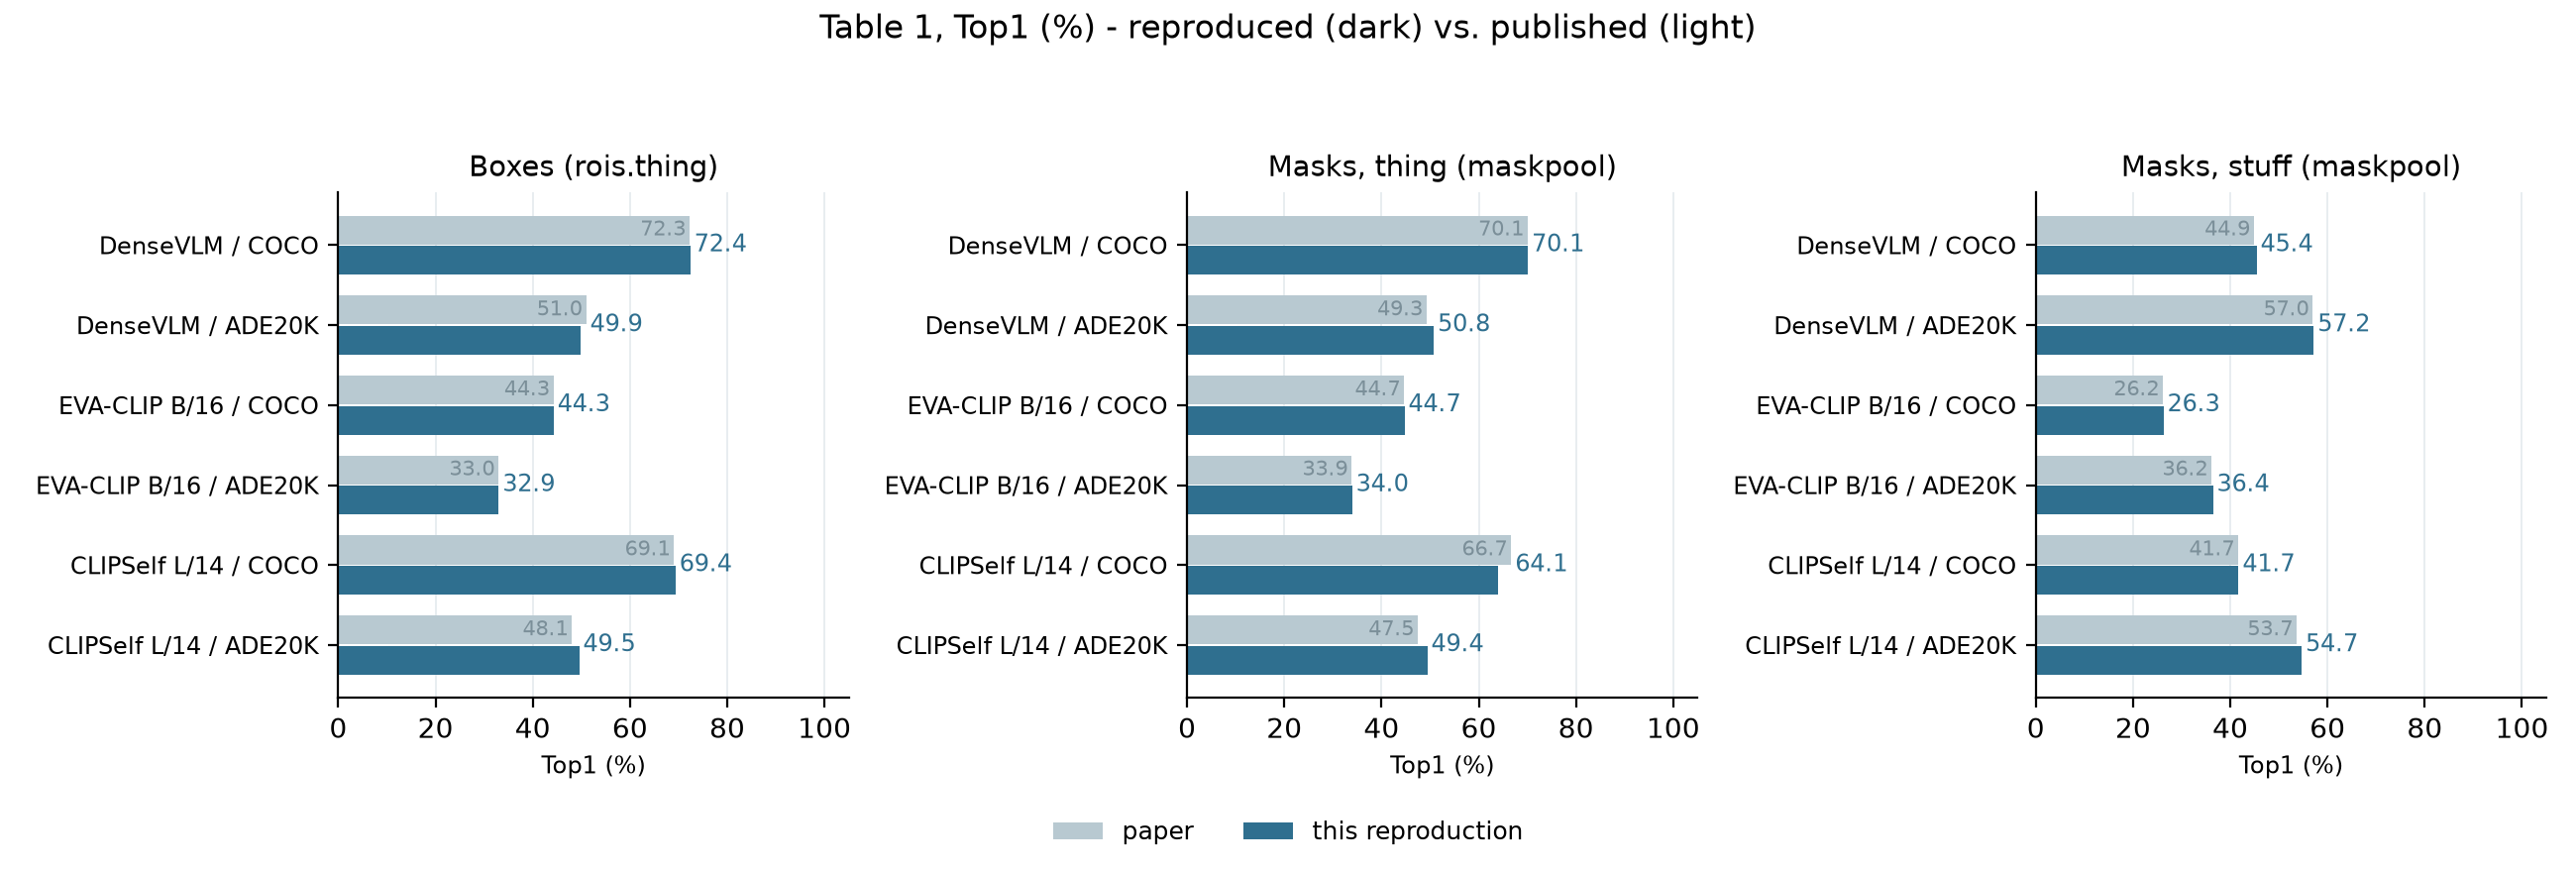 Table 1, Top1 (%) - reproduced (dark) vs. published (light)
Boxes (rois.thing)
DenseVLM / COCO
72.3
72.4
DenseVLM / ADE20K
51.0
49.9
EVA-CLIP B/16 / COCO
44.3
44.3
EVA-CLIP B/16 / ADE20K
33.0
32.9
CLIPSelf L/14 / COCO
69.1
69.4
CLIPSelf L/14 / ADE20K
48.1
49.5
0 20 40 60 80 100
Top1 (%)
Masks, thing (maskpool)
DenseVLM / COCO
70.1
70.1
DenseVLM / ADE20K
49.3
50.8
EVA-CLIP B/16 / COCO
44.7
44.7
EVA-CLIP B/16 / ADE20K
33.9
34.0
CLIPSelf L/14 / COCO
66.7
64.1
CLIPSelf L/14 / ADE20K
47.5
49.4
0 20 40 60 80 100
Top1 (%)
Masks, stuff (maskpool)
DenseVLM / COCO
44.9
45.4
DenseVLM / ADE20K
57.0
57.2
EVA-CLIP B/16 / COCO
26.2
26.3
EVA-CLIP B/16 / ADE20K
36.2
36.4
CLIPSelf L/14 / COCO
41.7
41.7
CLIPSelf L/14 / ADE20K
53.7
54.7
0 20 40 60 80 100
Top1 (%)
paper
this reproduction